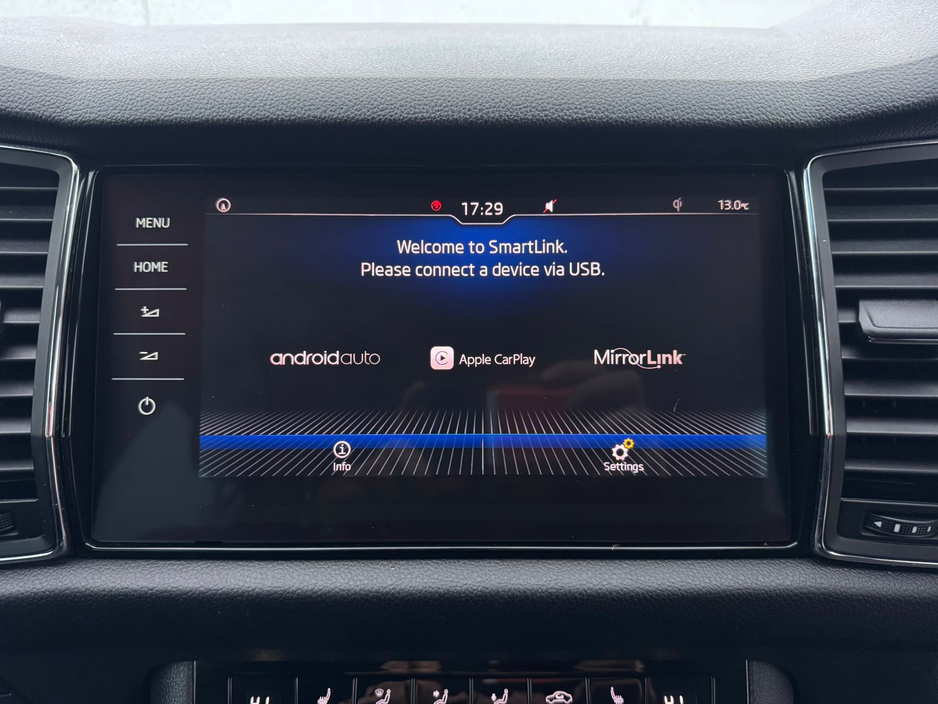 MENU
HOME
17:29
13.0°C
Welcome to SmartLink.
Please connect a device via USB.
androidauto
Apple CarPlay
MirrorLink™
Info
Settings